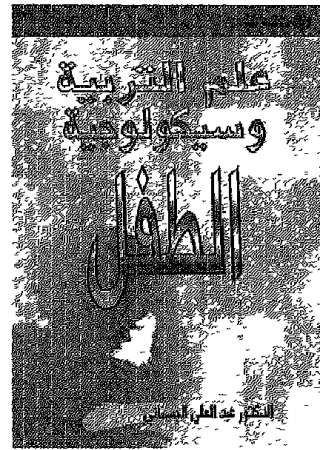 علم التربية
وسيكولوجية
الطفل
الدكتور عبد العلي الجسماني